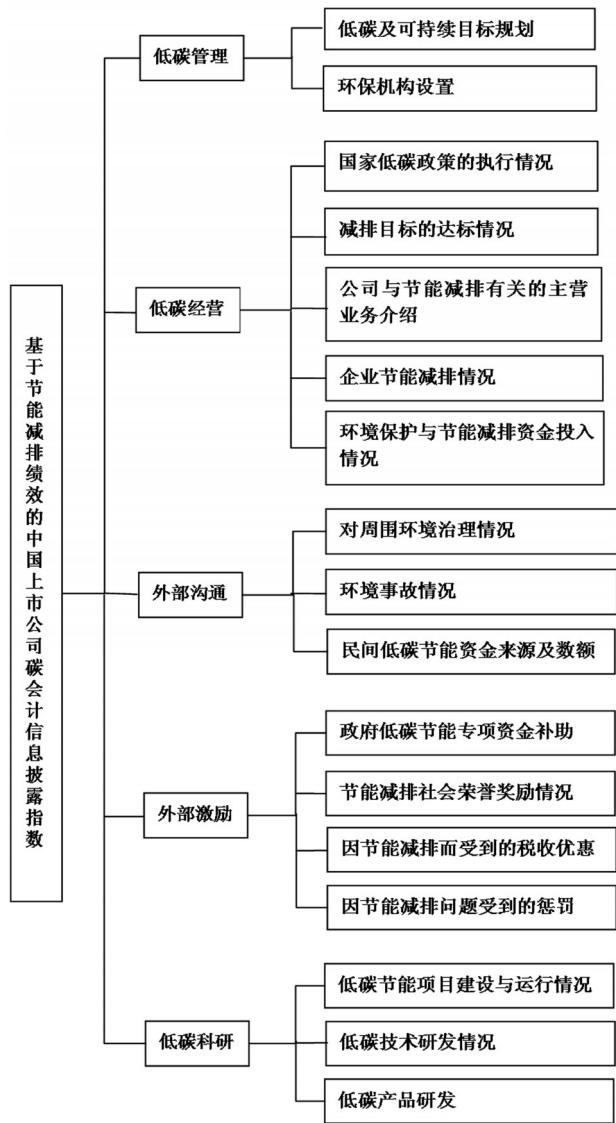 基于节能减排绩效的中国上市公司碳会计信息披露指数
低碳管理
低碳及可持续目标规划
环保机构设置
低碳经营
国家低碳政策的执行情况
减排目标的达标情况
公司与节能减排有关的主营
业务介绍
企业节能减排情况
环境保护与节能减排资金投入
情况
外部沟通
对周围环境治理情况
环境事故情况
民间低碳节能资金来源及数额
外部激励
政府低碳节能专项资金补助
节能减排社会荣誉奖励情况
因节能减排而受到的税收优惠
因节能减排问题受到的惩罚
低碳科研
低碳节能项目建设与运行情况
低碳技术研发情况
低碳产品研发